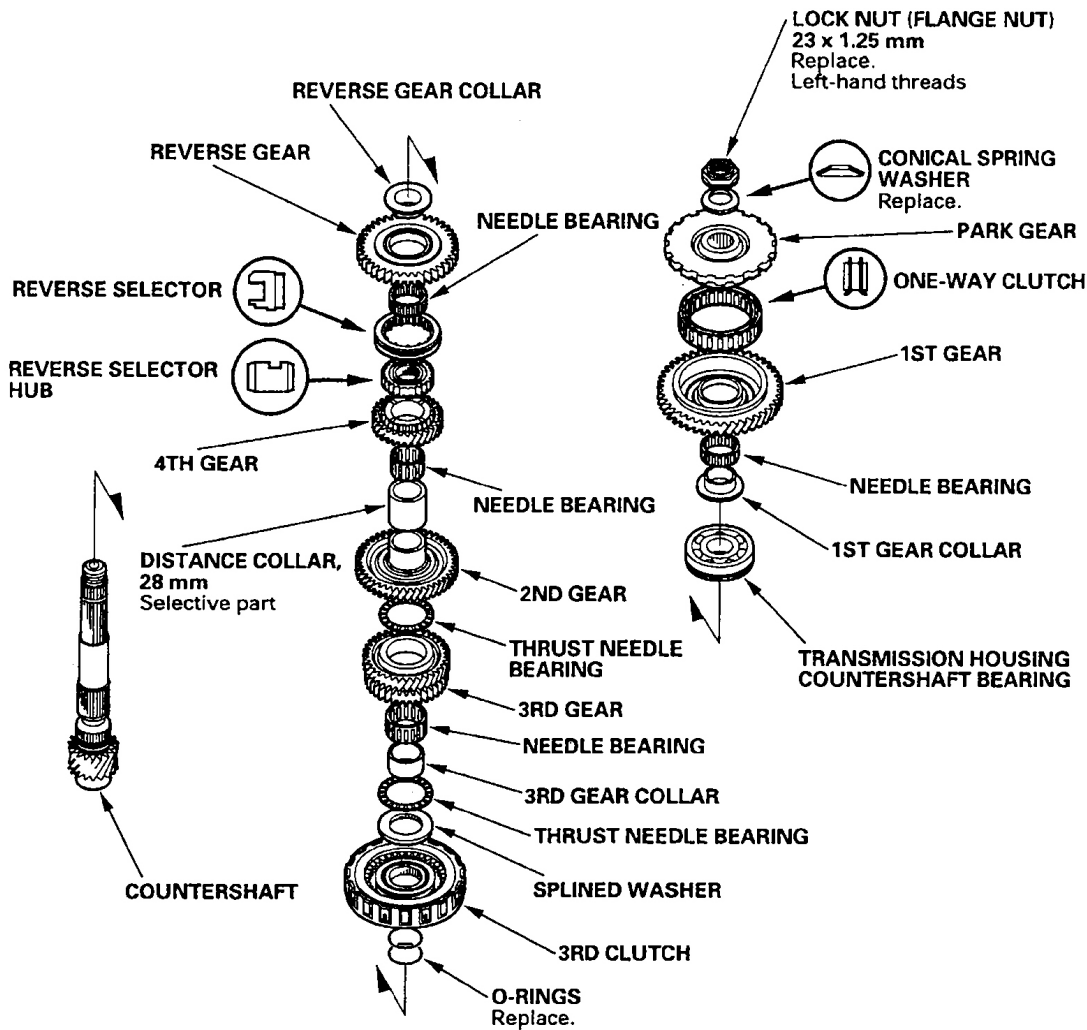 LOCK NUT (FLANGE NUT)
23 x 1.25 mm
Replace.
Left-hand threads
REVERSE GEAR COLLAR
REVERSE GEAR
NEEDLE BEARING
CONICAL SPRING
WASHER
Replace.
PARK GEAR
REVERSE SELECTOR
ONE-WAY CLUTCH
REVERSE SELECTOR
HUB
1ST GEAR
4TH GEAR
NEEDLE BEARING
NEEDLE BEARING
DISTANCE COLLAR,
28 mm
Selective part
1ST GEAR COLLAR
2ND GEAR
THRUST NEEDLE
BEARING
TRANSMISSION HOUSING
COUNTERSHAFT BEARING
3RD GEAR
NEEDLE BEARING
3RD GEAR COLLAR
THRUST NEEDLE BEARING
COUNTERSHAFT
SPLINED WASHER
3RD CLUTCH
O-RINGS
Replace.